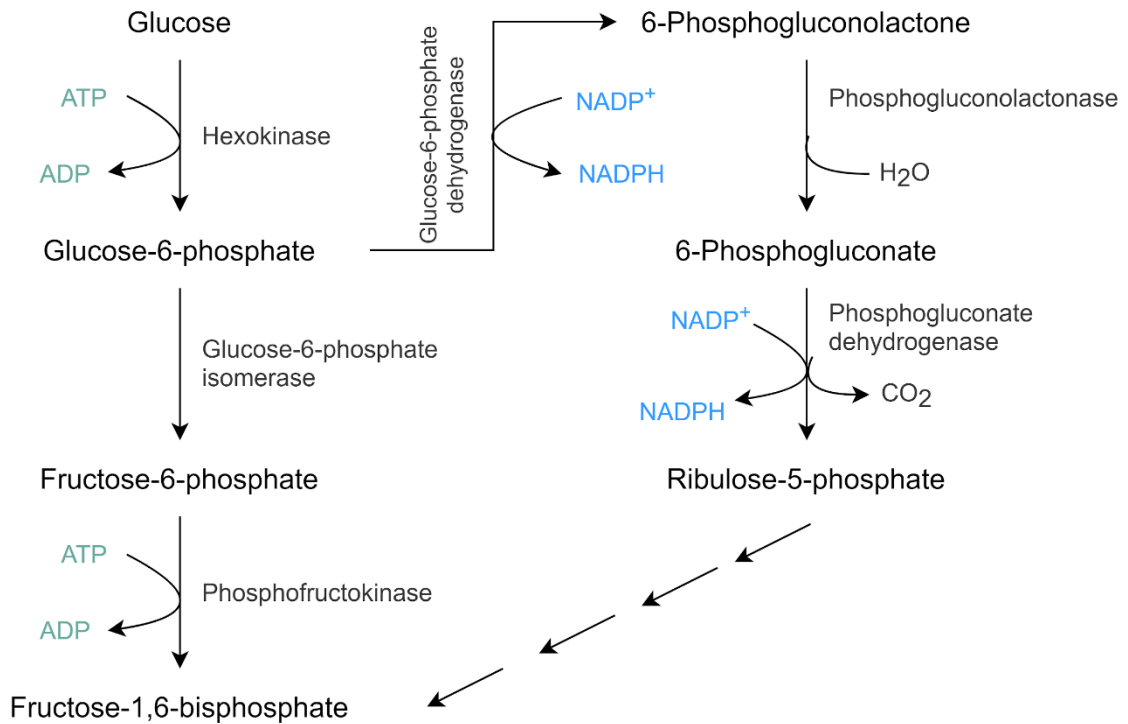 Glucose
ATP
Hexokinase
ADP
Glucose-6-phosphate
Glucose-6-phosphate
isomerase
Fructose-6-phosphate
ATP
Phosphofructokinase
ADP
Fructose-1,6-bisphosphate
Glucose-6-phosphate
dehydrogenase
NADP⁺
NADPH
6-Phosphogluconolactone
Phosphogluconolactonase
H₂O
6-Phosphogluconate
NADP⁺
Phosphogluconate
dehydrogenase
NADPH
CO₂
Ribulose-5-phosphate